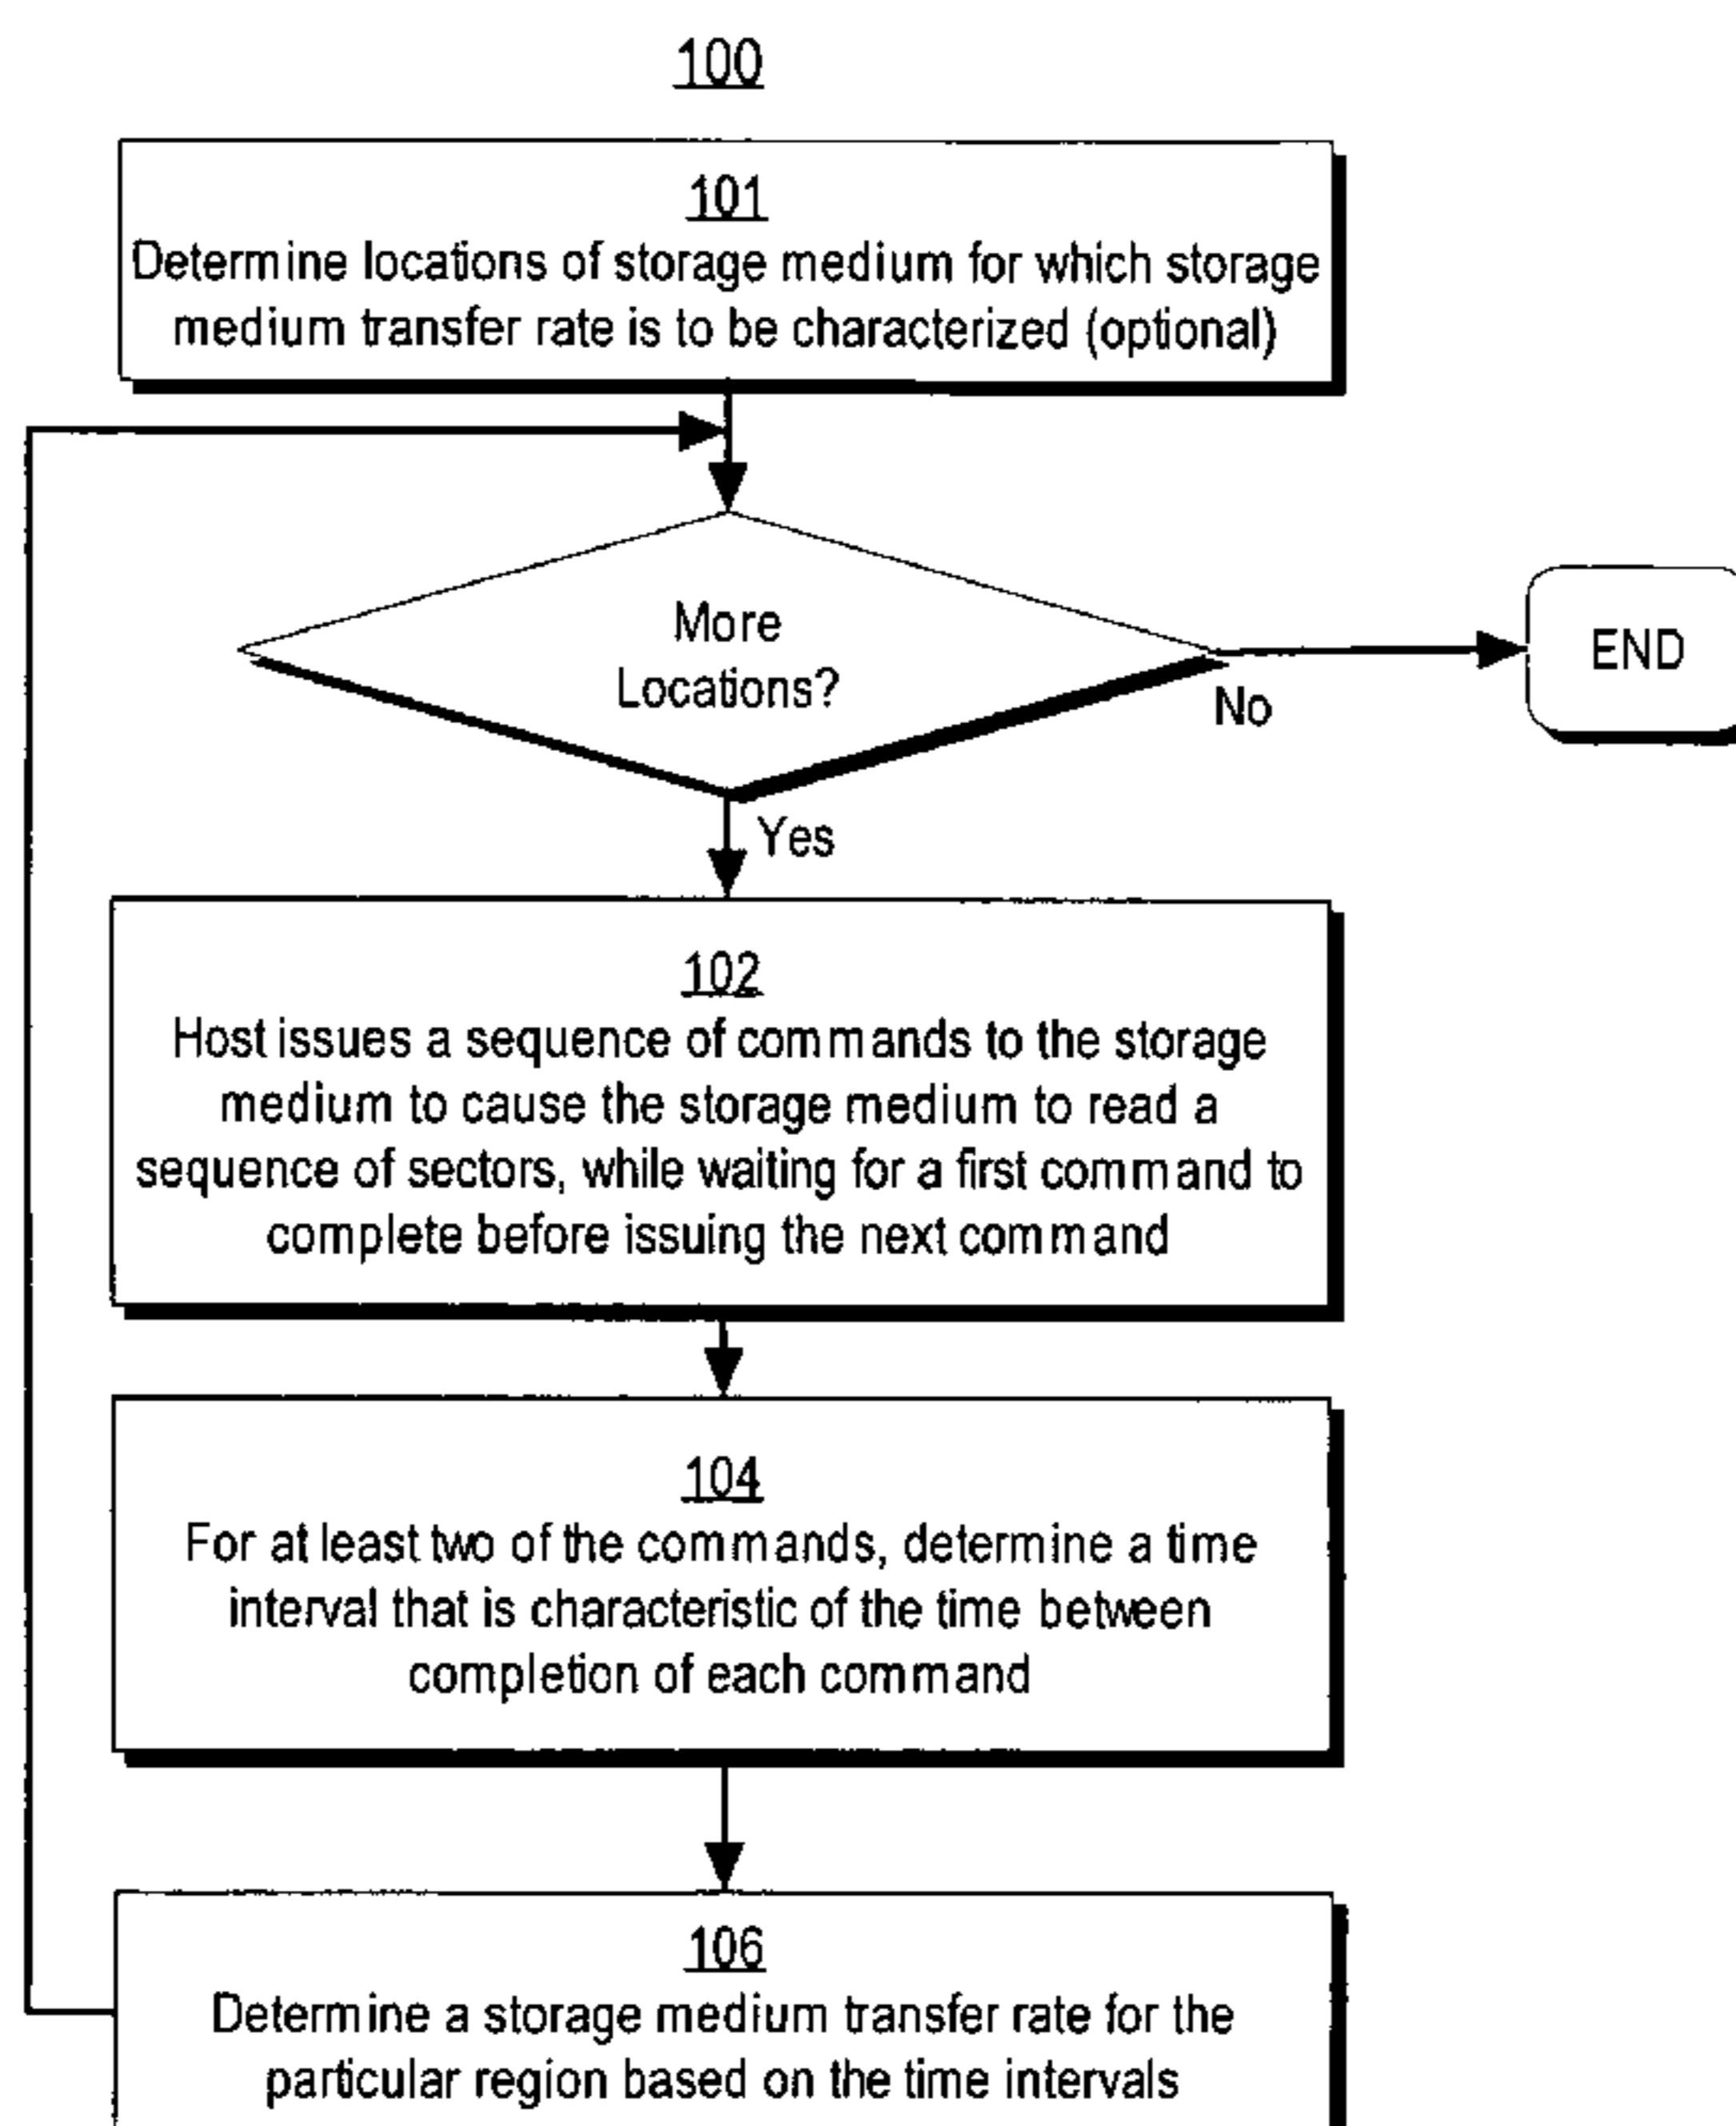 100
101
Determine locations of storage medium for which storage
medium transfer rate is to be characterized (optional)
More
Locations?
No
END
Yes
102
Host issues a sequence of commands to the storage
medium to cause the storage medium to read a
sequence of sectors, while waiting for a first command to
complete before issuing the next command
104
For at least two of the commands, determine a time
interval that is characteristic of the time between
completion of each command
106
Determine a storage medium transfer rate for the
particular region based on the time intervals